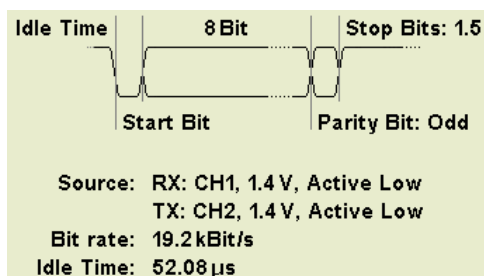 Idle Time 8 Bit Stop Bits: 1.5
Start Bit Parity Bit: Odd
Source: RX: CH1, 1.4 V, Active Low
TX: CH2, 1.4 V, Active Low
Bit rate: 19.2 kBit/s
Idle Time: 52.08 µs